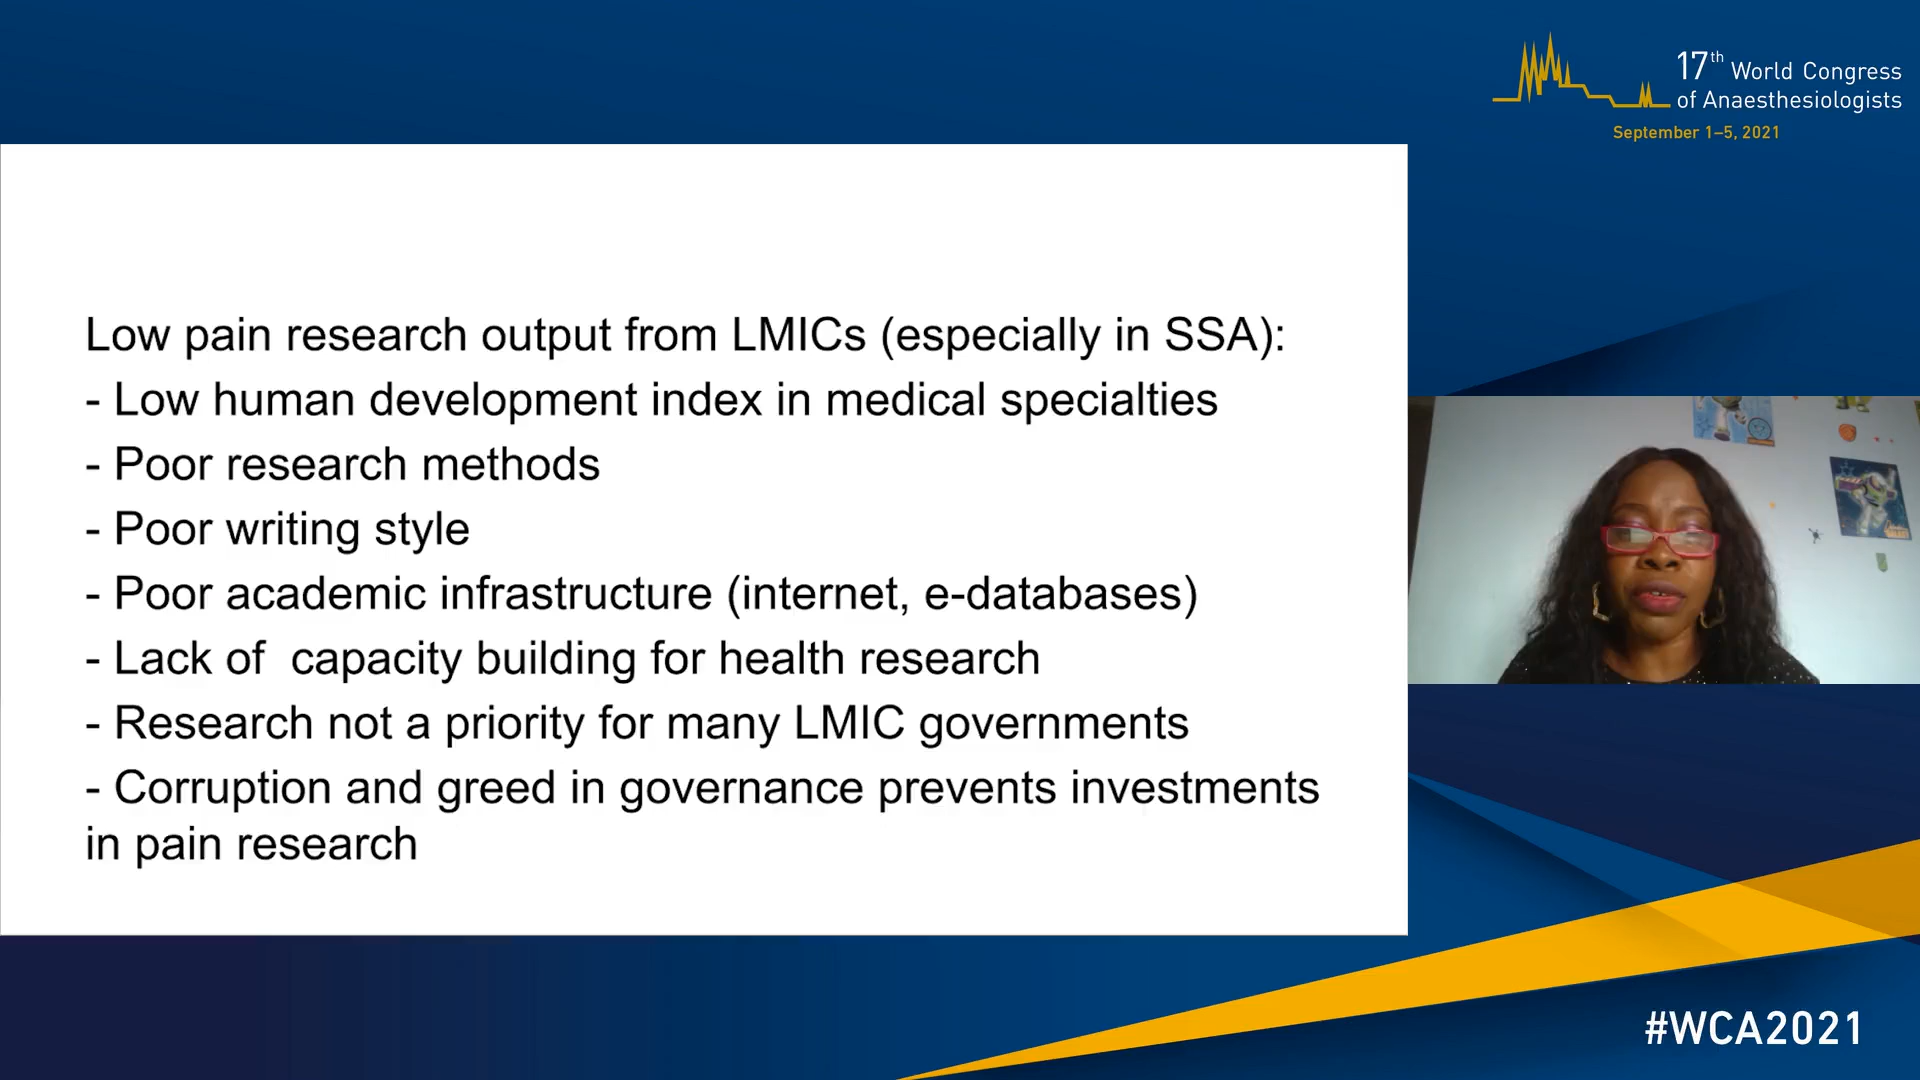 17th World Congress
of Anaesthesiologists
September 1–5, 2021
Low pain research output from LMICs (especially in SSA):
- Low human development index in medical specialties
- Poor research methods
- Poor writing style
- Poor academic infrastructure (internet, e-databases)
- Lack of  capacity building for health research
- Research not a priority for many LMIC governments
- Corruption and greed in governance prevents investments
in pain research
#WCA2021